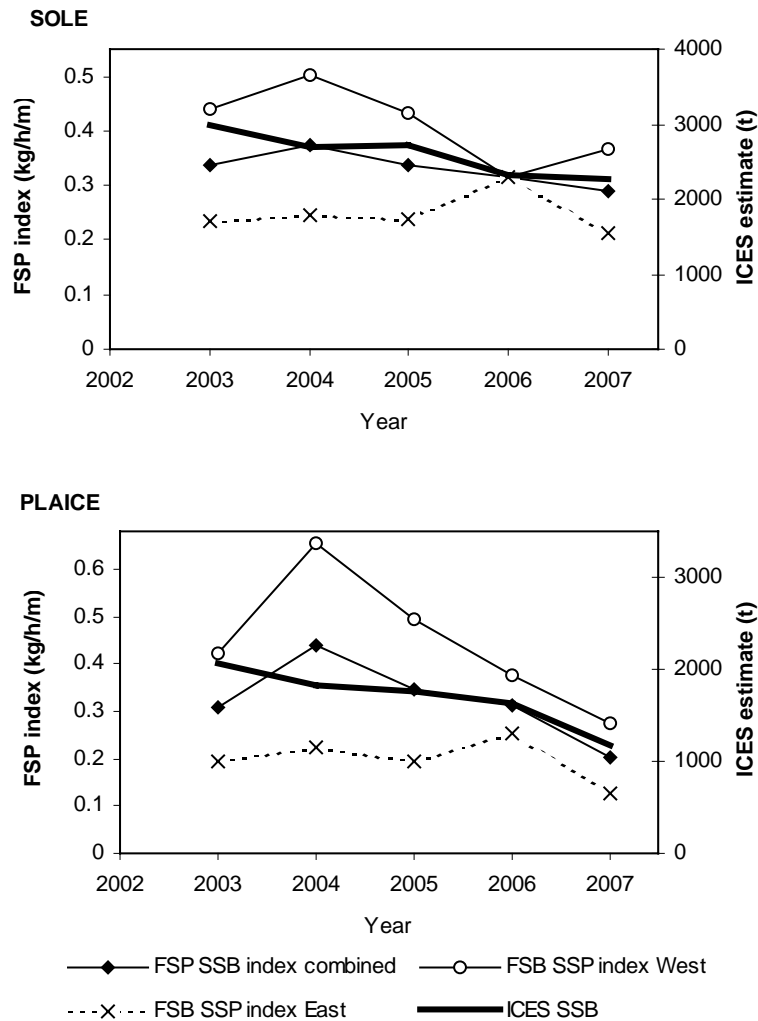 SOLE
FSP index (kg/h/m)
0.5
0.4
0.3
0.2
0.1
0
4000
3000
2000
1000
0
ICES estimate (t)
2002 2003 2004 2005 2006 2007
Year
PLAICE
FSP index (kg/h/m)
0.6
0.5
0.4
0.3
0.2
0.1
0
3000
2000
1000
0
ICES estimate (t)
2002 2003 2004 2005 2006 2007
Year
FSP SSB index combined FSB SSP index West
FSB SSP index East ICES SSB